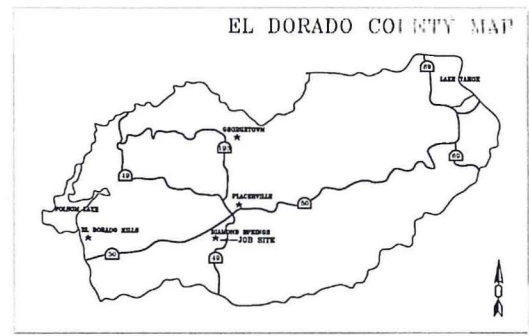 EL DORADO COUNTY MAP
89
LAKE TAHOE
GEORGETOWN
193
49
89
PLACERVILLE
50
FOLSOM LAKE
EL DORADO HILLS
DIAMOND SPRINGS
JOB SITE
50
49